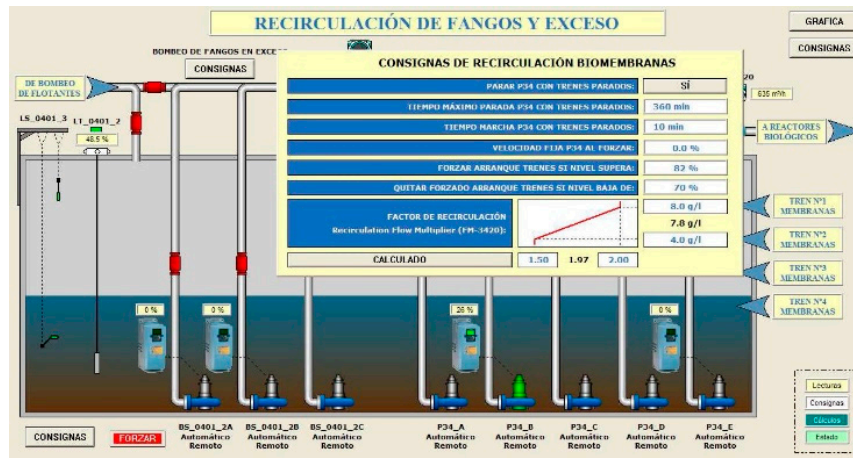 RECIRCULACIÓN DE FANGOS Y EXCESO
GRAFICA
CONSIGNAS
BOMBEO DE FANGOS EN EXCESO
CONSIGNAS
DE BOMBEO
DE FLOTANTES
LS_0401_3
LT_0401_2
46.5 %
CONSIGNAS DE RECIRCULACIÓN BIOMEMBRANAS
PARAR P34 CON TRENES PARADOS: SÍ
TIEMPO MÁXIMO PARADA P34 CON TRENES PARADOS: 360 min
TIEMPO MARCHA P34 CON TRENES PARADOS: 10 min
VELOCIDAD FIJA P34 AL FORZAR: 0.0 %
FORZAR ARRANQUE TRENES SI NIVEL SUPERA: 82 %
QUITAR FORZADO ARRANQUE TRENES SI NIVEL BAJA DE: 70 %
FACTOR DE RECIRCULACIÓN
Recirculation Flow Multiplier (FM-3420):
8.0 g/l
7.8 g/l
4.0 g/l
CALCULADO 1.50 1.97 2.00
20
635 m³/h
A REACTORES
BIOLÓGICOS
TREN Nº1
MEMBRANAS
TREN Nº2
MEMBRANAS
TREN Nº3
MEMBRANAS
TREN Nº4
MEMBRANAS
0 %
0 %
26 %
0 %
Lecturas
Consignas
Cálculos
Estado
CONSIGNAS
FORZAR
BS_0401_2A
Automático
Remoto
BS_0401_2B
Automático
Remoto
BS_0401_2C
Automático
Remoto
P34_A
Automático
Remoto
P34_B
Automático
Remoto
P34_C
Automático
Remoto
P34_D
Automático
Remoto
P34_E
Automático
Remoto